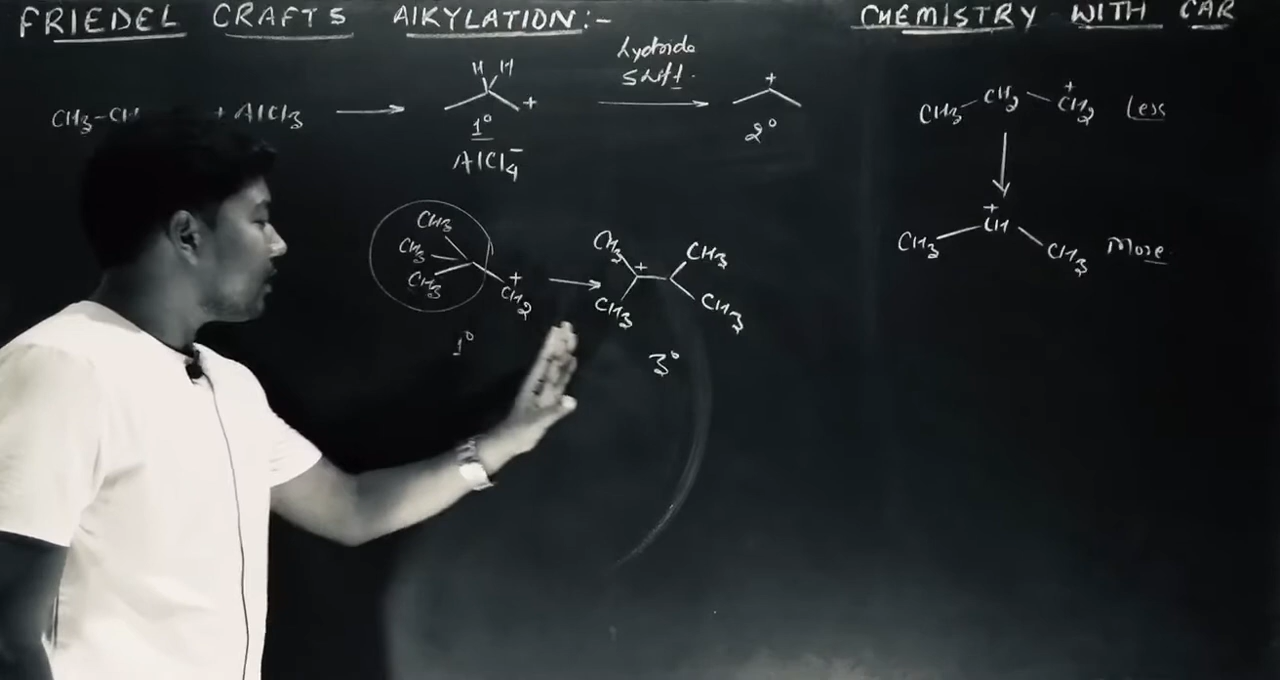 FRIEDEL CRAFTS AlKYLATION:-
CHEMISTRY WITH CAR
CH3-CH + AlCl3
H H
+
1°
AlCl4-
hydride
shift.
+
2°
CH3 CH2 +CH2 Less
+
CH3 CH CH3 More
CH3
CH3
CH3
+
CH2
1°
CH3 + CH3
CH3 CH3
3°